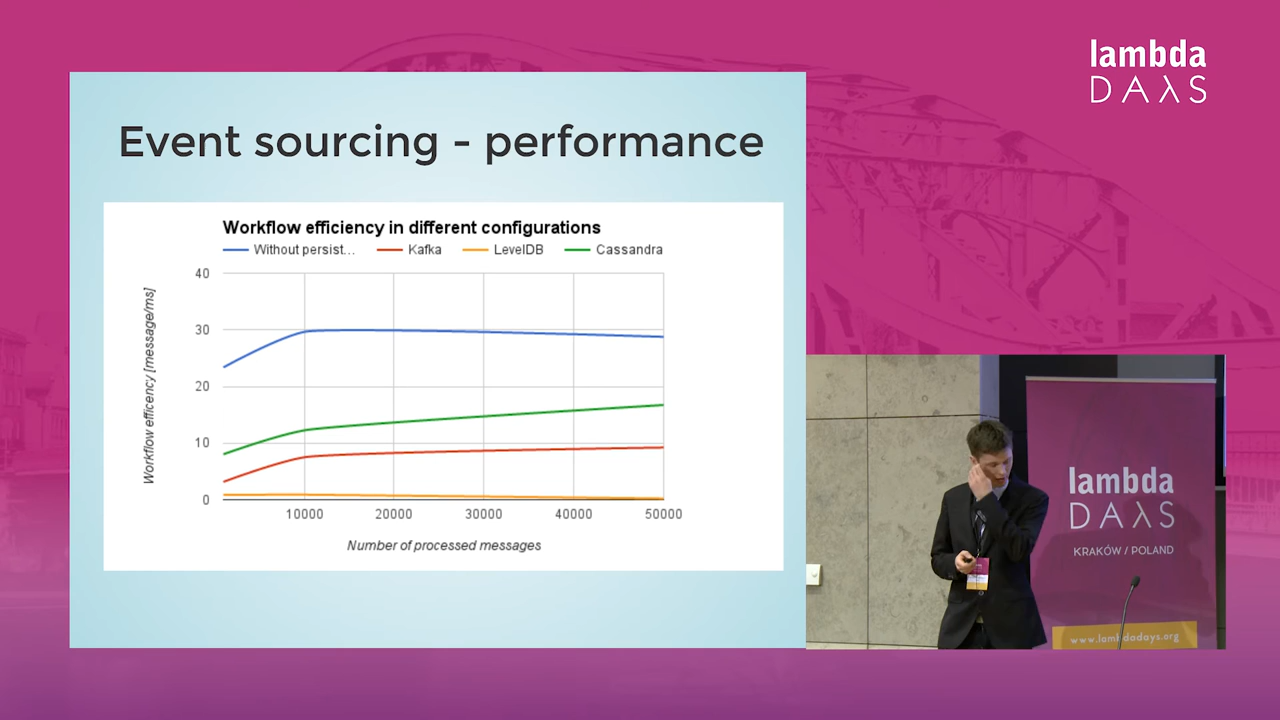 lambda
DAλS
Event sourcing - performance
Workflow efficiency in different configurations
Without persist... Kafka LevelDB Cassandra
Workflow efficency [message/ms]
40
30
20
10
0
10000 20000 30000 40000 50000
Number of processed messages
lambda
DAλS
KRAKÓW / POLAND
www.lambdadays.org